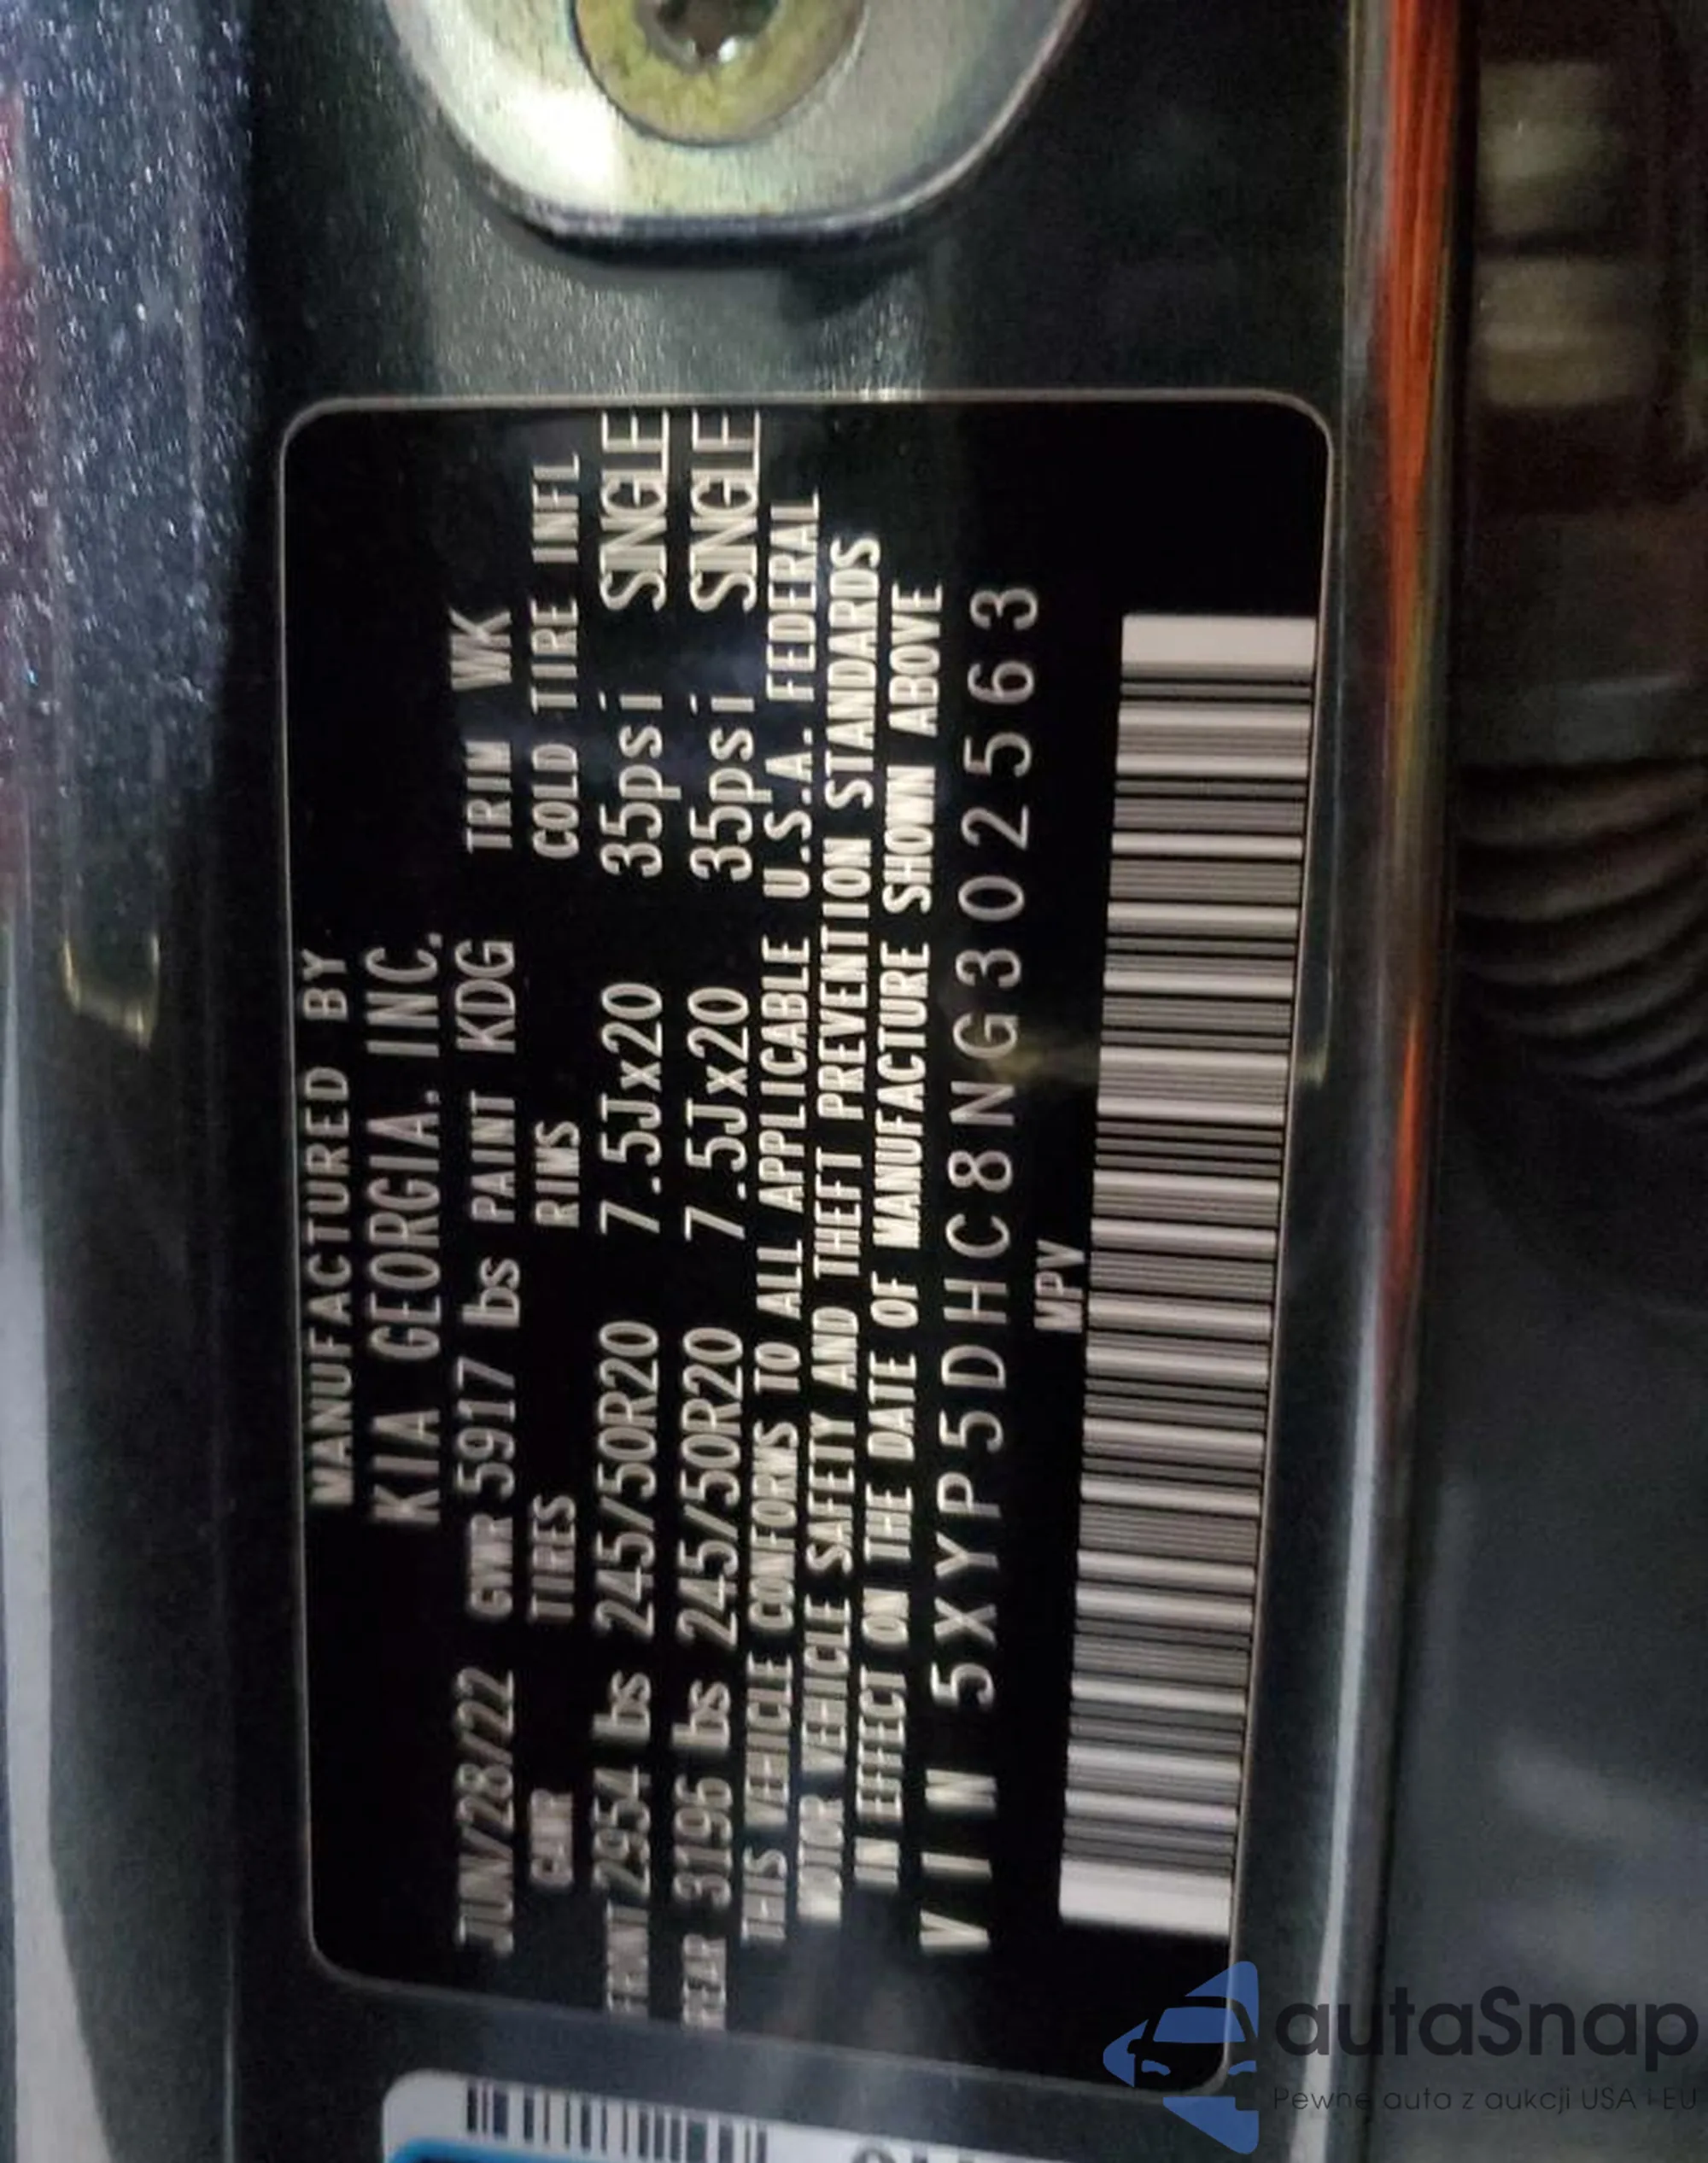 MANUFACTURED BY
KIA GEORGIA, INC.
JUN/28/22 GVWR 5917 lbs PAINT KDG TRIM WK
GAWR TIRES RIMS COLD TIRE INFL
FRNT 2954 lbs 245/50R20 7.5Jx20 35psi SINGLE
REAR 3196 lbs 245/50R20 7.5Jx20 35psi SINGLE
THIS VEHICLE CONFORMS TO ALL APPLICABLE U.S.A. FEDERAL
MOTOR VEHICLE SAFETY AND THEFT PREVENTION STANDARDS
IN EFFECT ON THE DATE OF MANUFACTURE SHOWN ABOVE
VIN 5XYP5DHC8NG302563
MPV
autaSnap
Pewne auta z aukcji USA i EU